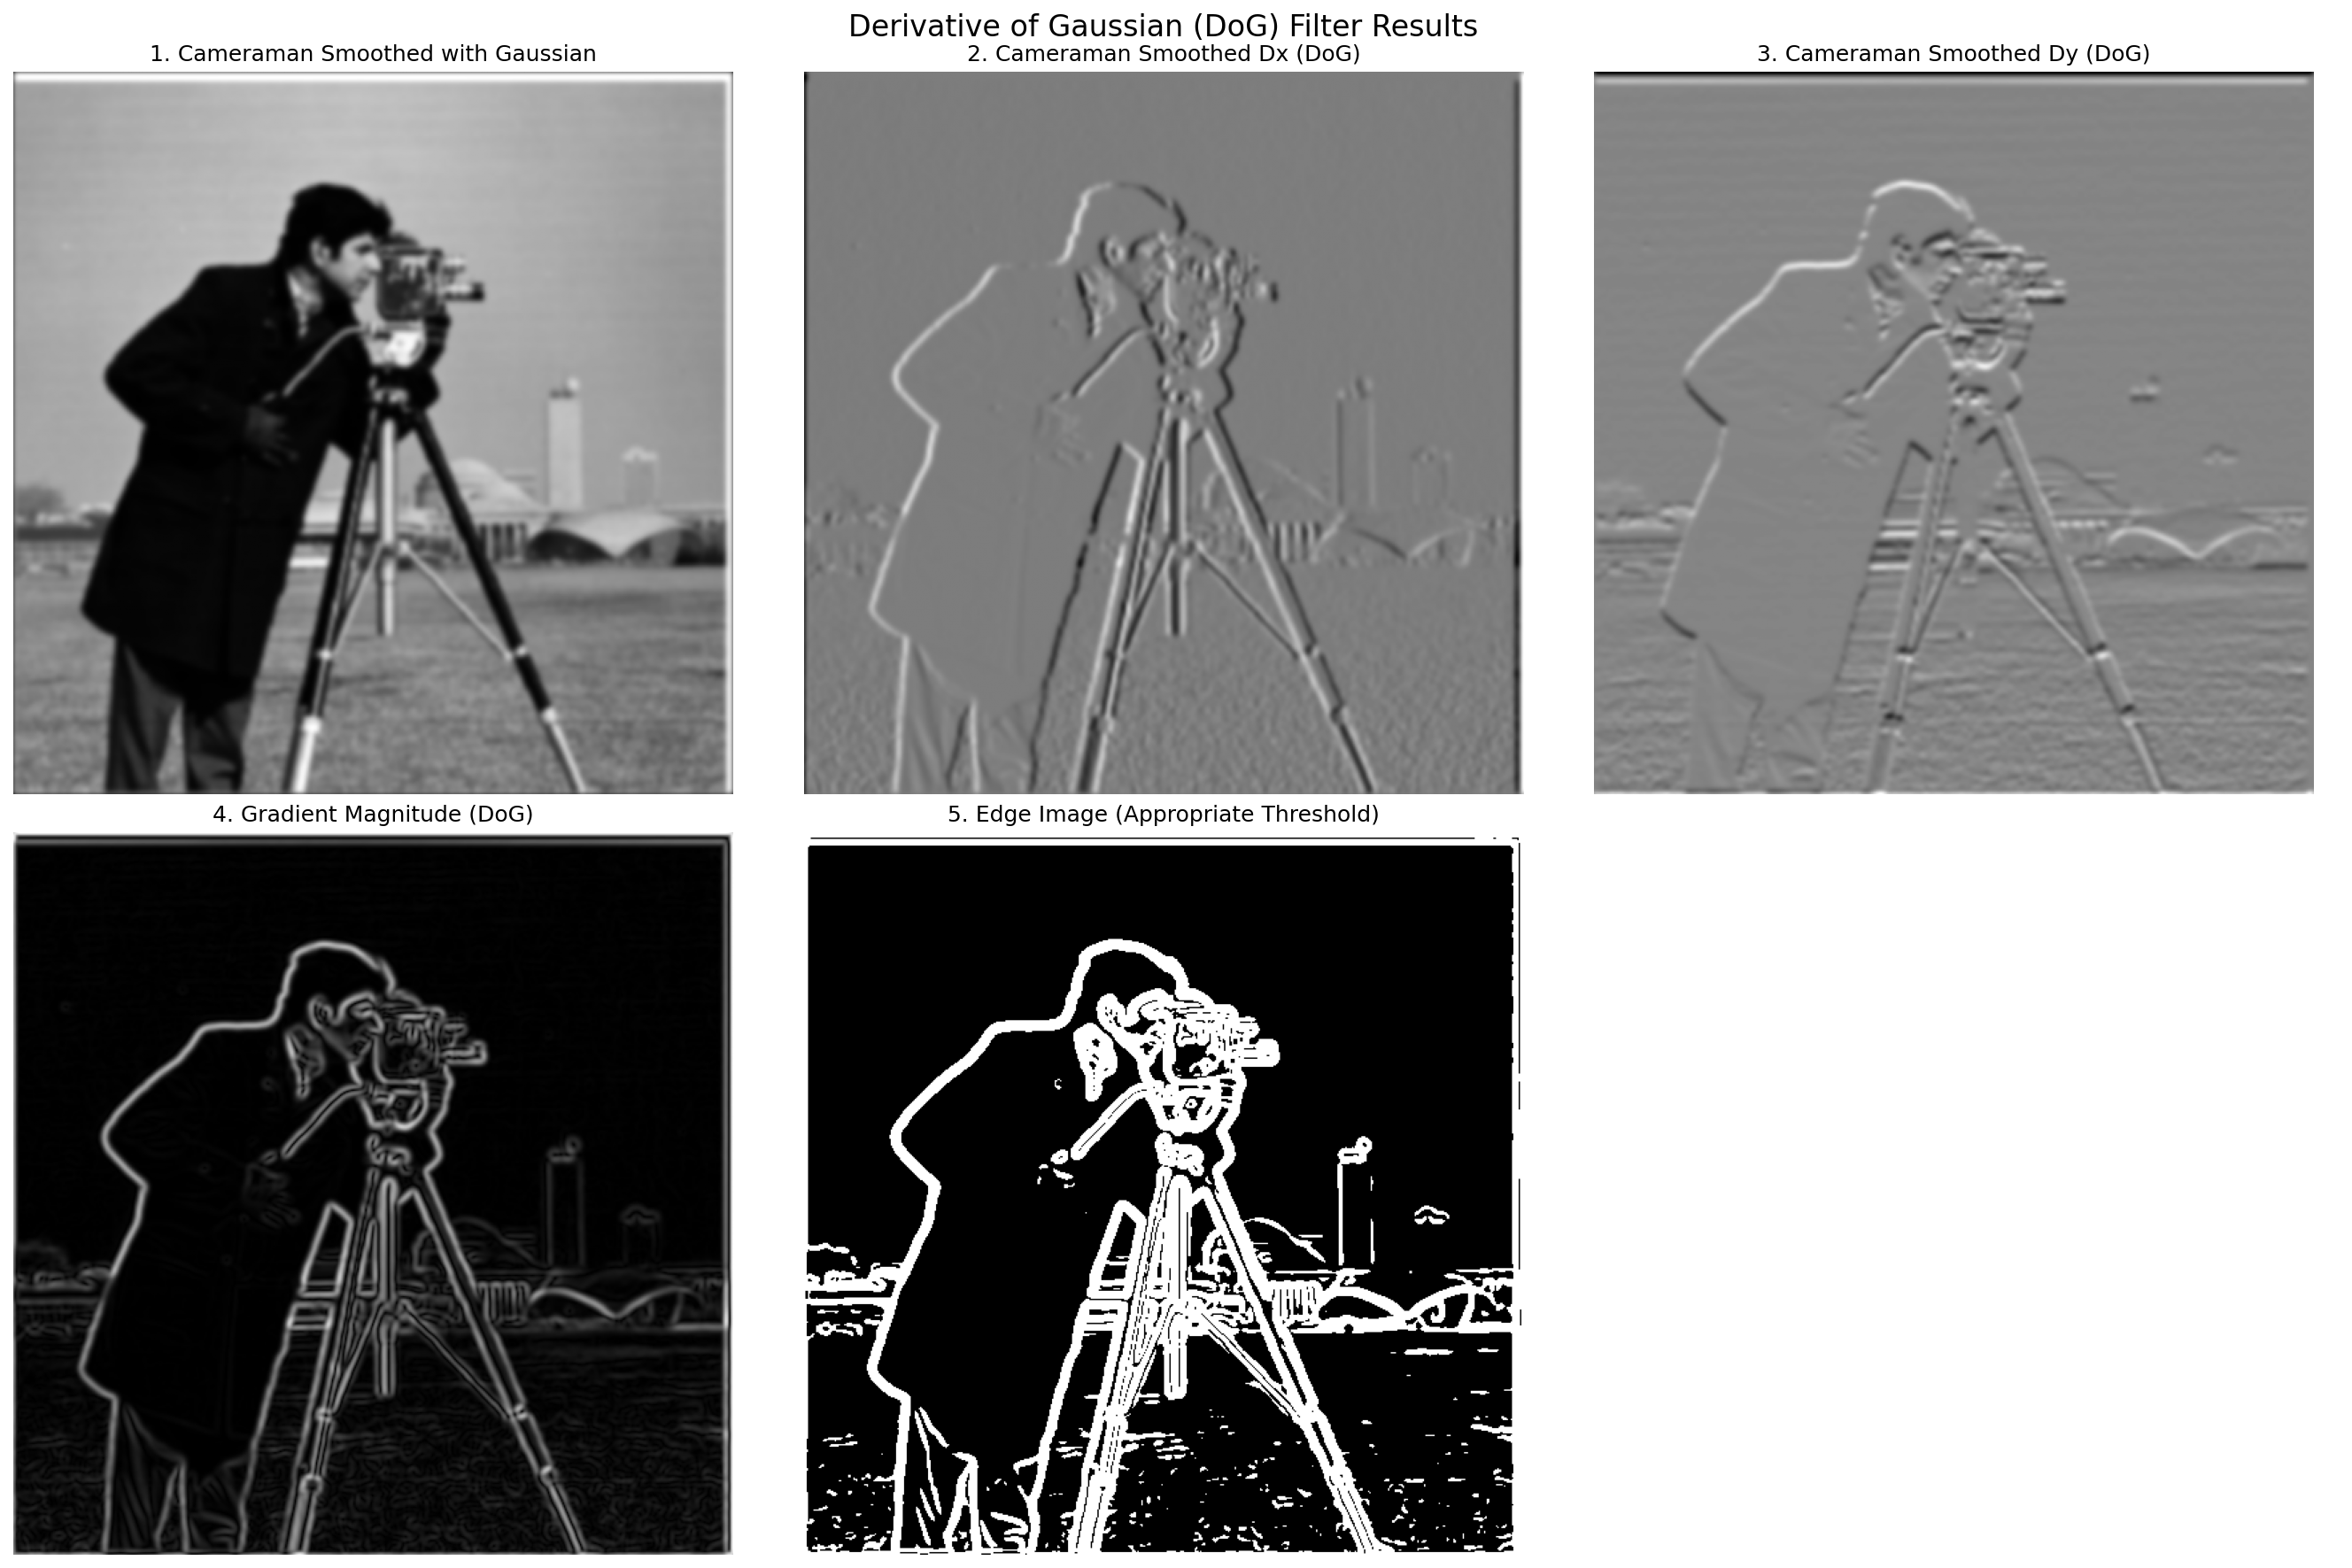 Derivative of Gaussian (DoG) Filter Results
1. Cameraman Smoothed with Gaussian
2. Cameraman Smoothed Dx (DoG)
3. Cameraman Smoothed Dy (DoG)
4. Gradient Magnitude (DoG)
5. Edge Image (Appropriate Threshold)